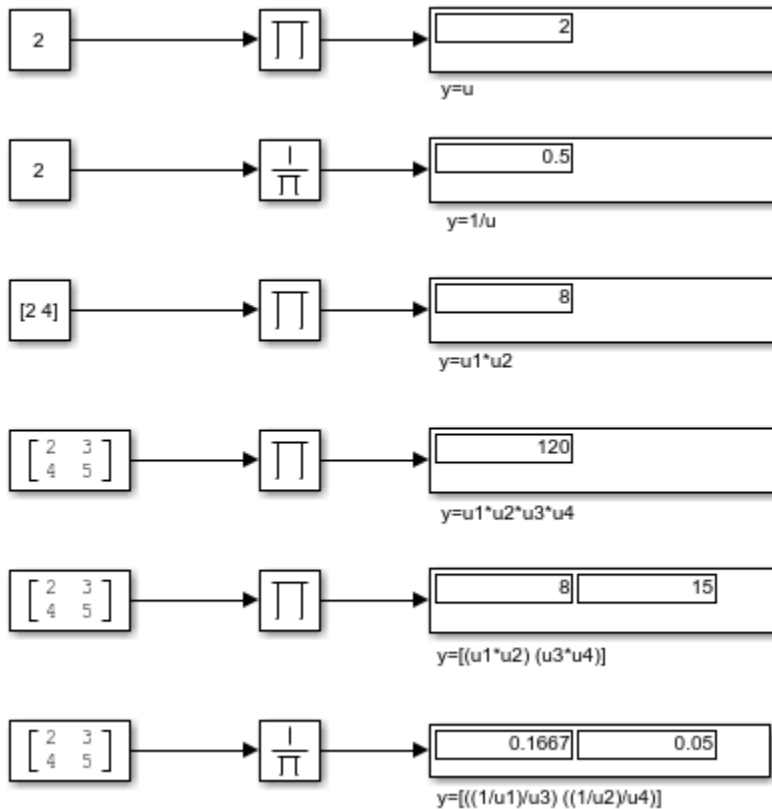 2 ∏ 2
y=u
2 1/∏ 0.5
y=1/u
[2 4] ∏ 8
y=u1*u2
[2 3
4 5] ∏ 120
y=u1*u2*u3*u4
[2 3
4 5] ∏ 8 15
y=[(u1*u2) (u3*u4)]
[2 3
4 5] 1/∏ 0.1667 0.05
y=[((1/u1)/u3) ((1/u2)/u4)]